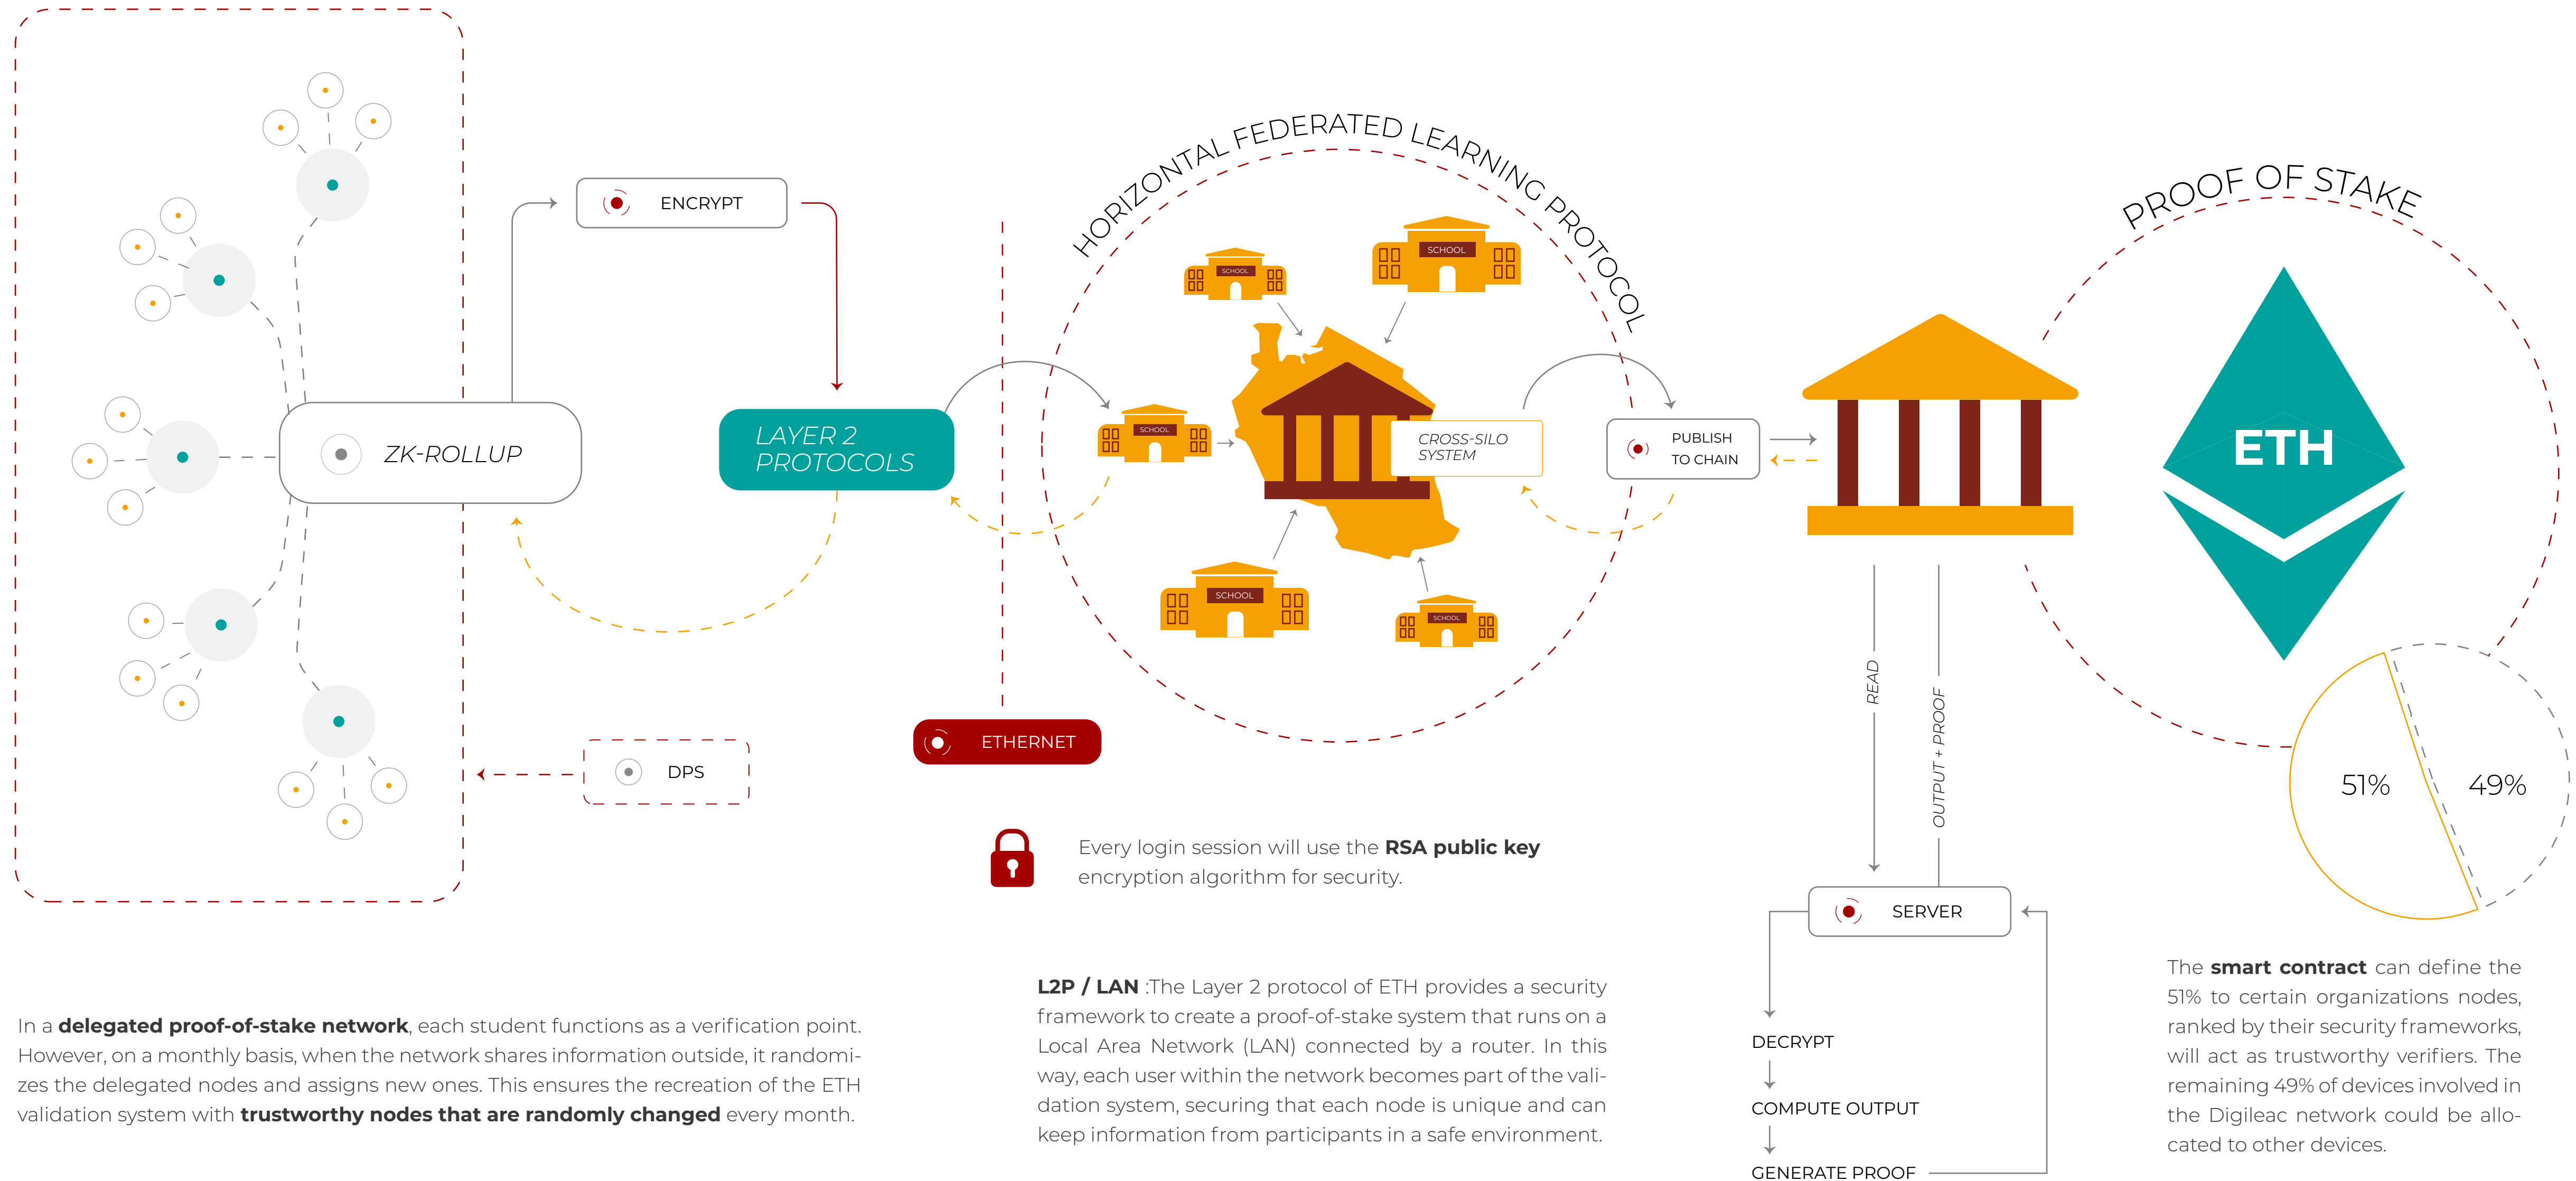 HORIZONTAL FEDERATED LEARNING PROTOCOL
PROOF OF STAKE
ENCRYPT
SCHOOL
SCHOOL
ZK-ROLLUP
LAYER 2
PROTOCOLS
SCHOOL
CROSS-SILO
SYSTEM
PUBLISH
TO CHAIN
ETH
SCHOOL
SCHOOL
READ
OUTPUT + PROOF
ETHERNET
DPS
51%
49%
Every login session will use the RSA public key
encryption algorithm for security.
SERVER
DECRYPT
COMPUTE OUTPUT
GENERATE PROOF
In a delegated proof-of-stake network, each student functions as a verification point.
However, on a monthly basis, when the network shares information outside, it randomi-
zes the delegated nodes and assigns new ones. This ensures the recreation of the ETH
validation system with trustworthy nodes that are randomly changed every month.
L2P / LAN :The Layer 2 protocol of ETH provides a security
framework to create a proof-of-stake system that runs on a
Local Area Network (LAN) connected by a router. In this
way, each user within the network becomes part of the vali-
dation system, securing that each node is unique and can
keep information from participants in a safe environment.
The smart contract can define the
51% to certain organizations nodes,
ranked by their security frameworks,
will act as trustworthy verifiers. The
remaining 49% of devices involved in
the Digileac network could be allo-
cated to other devices.